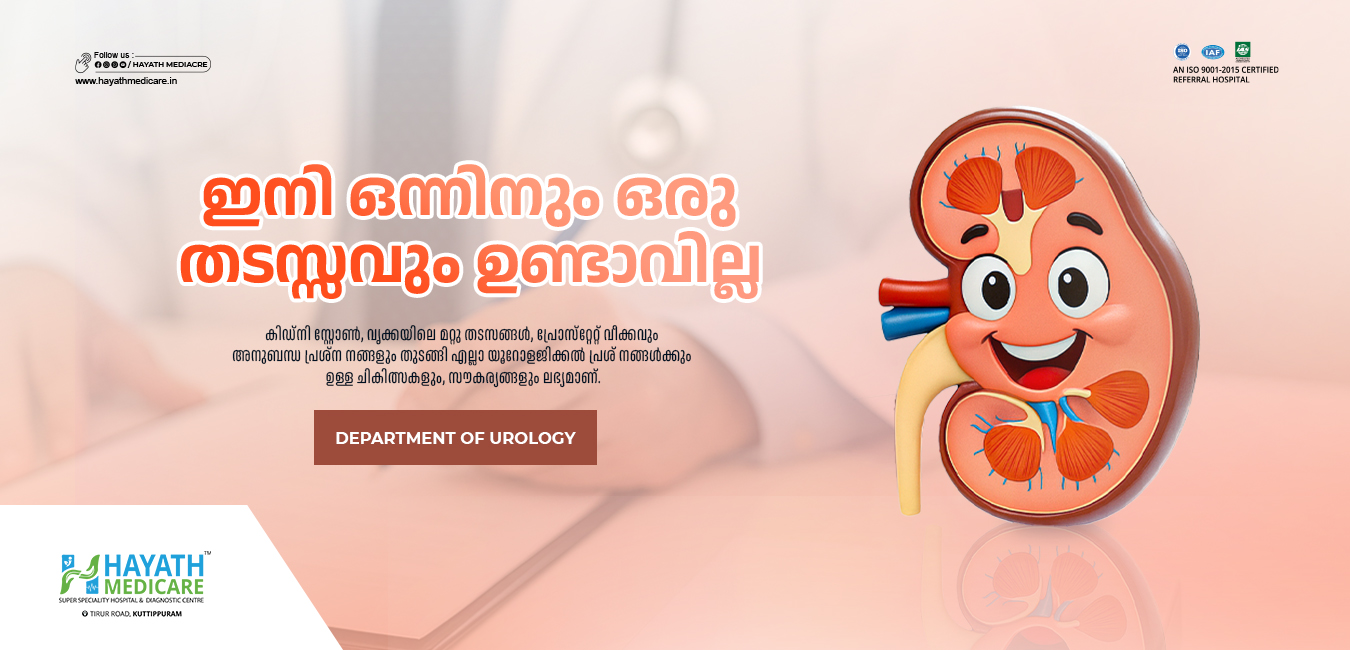 Follow us :
/ HAYATH MEDIACRE
www.hayathmedicare.in
ISO
IAF
AN ISO 9001-2015 CERTIFIED
REFERRAL HOSPITAL
ഇനി ഒന്നിനും ഒരു
തടസ്സവും ഉണ്ടാവില്ല
കിഡ്നി സ്റ്റോൺ, വൃക്കയിലെ മറ്റു തടസങ്ങൾ, പ്രോസ്റ്റേറ്റ് വീക്കവും
അനുബന്ധ പ്രശ്ന നങ്ങളും തുടങ്ങി എല്ലാ യൂറോളജിക്കൽ പ്രശ് നങ്ങൾക്കും
ഉള്ള ചികിത്സകളും, സൗകര്യങ്ങളും ലഭ്യമാണ്.
DEPARTMENT OF UROLOGY
HAYATH TM
MEDICARE
SUPER SPECIALITY HOSPITAL & DIAGNOSTIC CENTRE
TIRUR ROAD, KUTTIPPURAM